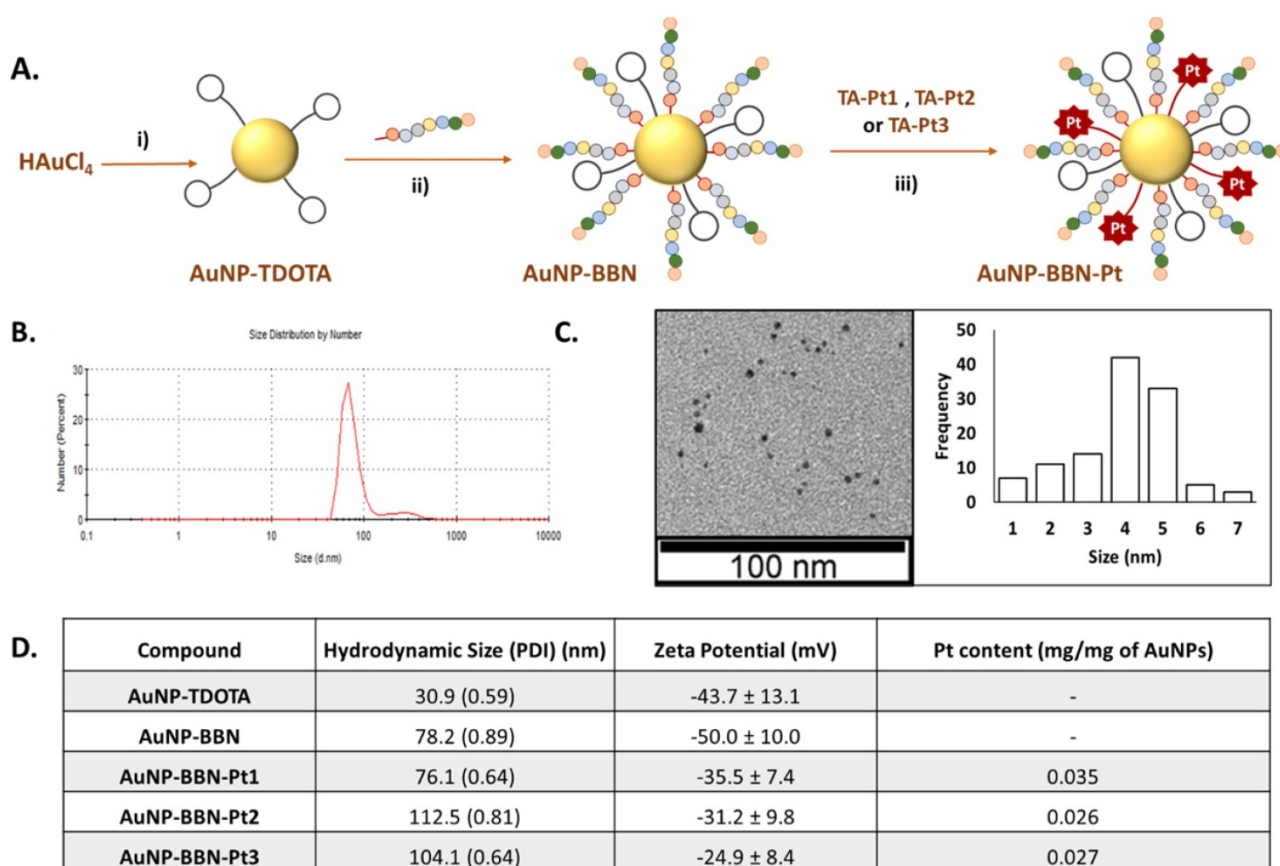 A.
HAuCl4
i)
AuNP-TDOTA
ii)
AuNP-BBN
TA-Pt1 , TA-Pt2
or TA-Pt3
iii)
Pt
Pt
Pt
Pt
AuNP-BBN-Pt
B.
Size Distribution by Number
Number (Percent)
30
20
10
0
0.1 1 10 100 1000 10000
Size (d.nm)
C.
100 nm
Frequency
50
40
30
20
10
0
1 2 3 4 5 6 7
Size (nm)
D.
Compound Hydrodynamic Size (PDI) (nm) Zeta Potential (mV) Pt content (mg/mg of AuNPs)
AuNP-TDOTA 30.9 (0.59) -43.7 ± 13.1 -
AuNP-BBN 78.2 (0.89) -50.0 ± 10.0 -
AuNP-BBN-Pt1 76.1 (0.64) -35.5 ± 7.4 0.035
AuNP-BBN-Pt2 112.5 (0.81) -31.2 ± 9.8 0.026
AuNP-BBN-Pt3 104.1 (0.64) -24.9 ± 8.4 0.027